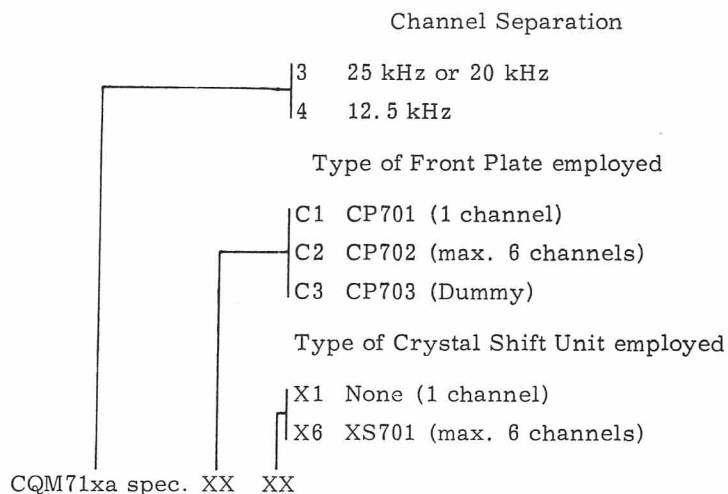 Channel Separation
3 25 kHz or 20 kHz
4 12.5 kHz
Type of Front Plate employed
C1 CP701 (1 channel)
C2 CP702 (max. 6 channels)
C3 CP703 (Dummy)
Type of Crystal Shift Unit employed
X1 None (1 channel)
X6 XS701 (max. 6 channels)
CQM71xa spec. XX XX